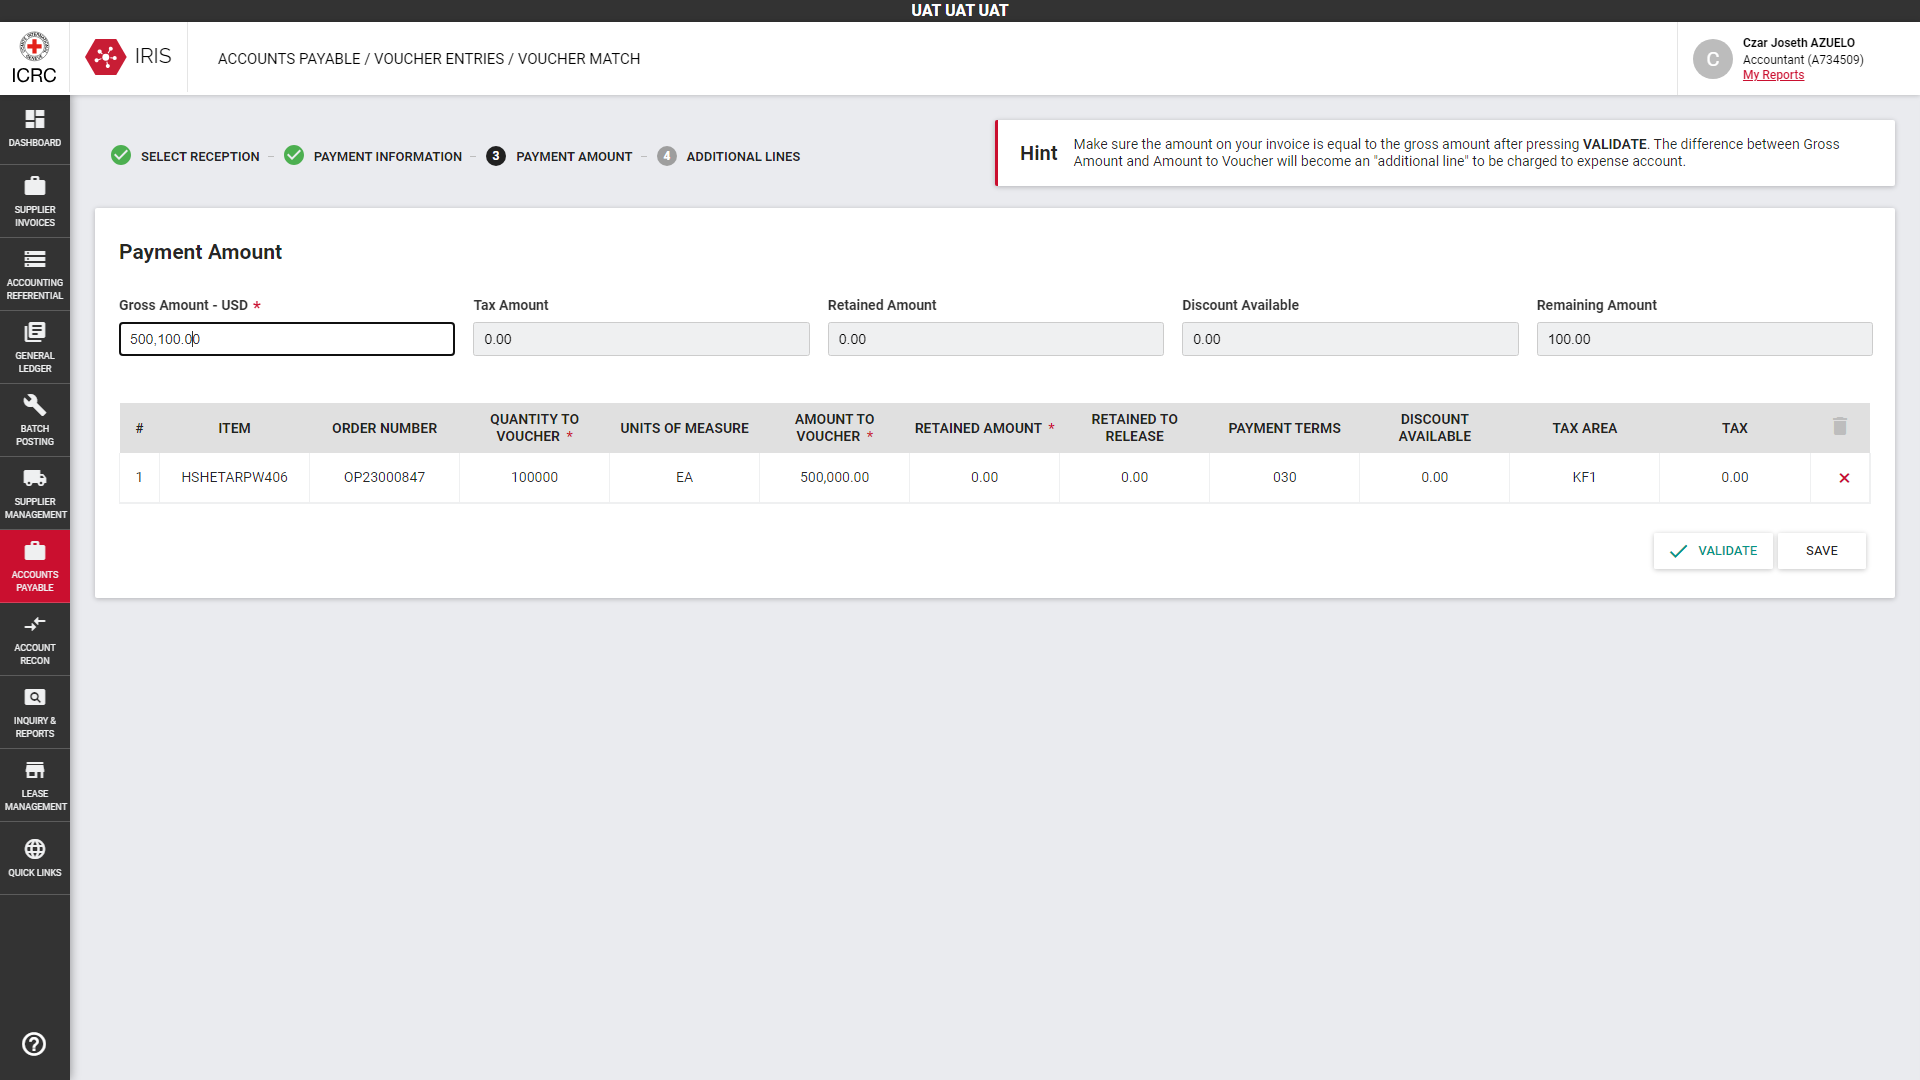 UAT UAT UAT
ICRC
IRIS
ACCOUNTS PAYABLE / VOUCHER ENTRIES / VOUCHER MATCH
C
Czar Joseth AZUELO
Accountant (A734509)
My Reports
DASHBOARD
SUPPLIER
INVOICES
ACCOUNTING
REFERENTIAL
GENERAL
LEDGER
BATCH
POSTING
SUPPLIER
MANAGEMENT
ACCOUNTS
PAYABLE
ACCOUNT
RECON
INQUIRY &
REPORTS
LEASE
MANAGEMENT
QUICK LINKS
SELECT RECEPTION – PAYMENT INFORMATION – 3 PAYMENT AMOUNT – 4 ADDITIONAL LINES
Hint
Make sure the amount on your invoice is equal to the gross amount after pressing VALIDATE. The difference between Gross
Amount and Amount to Voucher will become an "additional line" to be charged to expense account.
Payment Amount
Gross Amount - USD * Tax Amount Retained Amount Discount Available Remaining Amount
500,100.00 0.00 0.00 0.00 100.00
# ITEM ORDER NUMBER QUANTITY TO VOUCHER * UNITS OF MEASURE AMOUNT TO VOUCHER * RETAINED AMOUNT * RETAINED TO RELEASE PAYMENT TERMS DISCOUNT AVAILABLE TAX AREA TAX
1 HSHETARPW406 OP23000847 100000 EA 500,000.00 0.00 0.00 030 0.00 KF1 0.00
VALIDATE SAVE